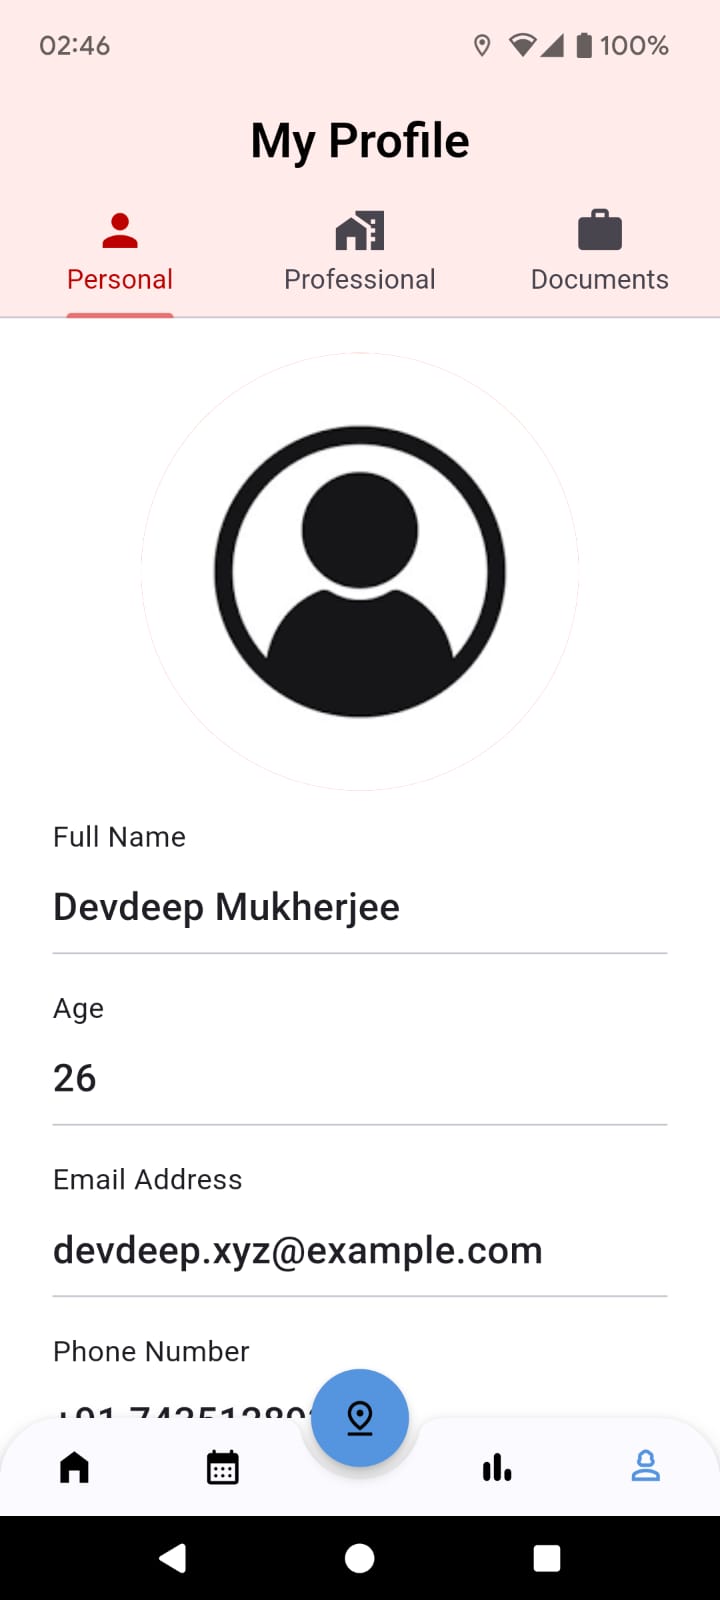 02:46
100%
My Profile
Personal
Professional
Documents
Full Name
Devdeep Mukherjee
Age
26
Email Address
devdeep.xyz@example.com
Phone Number
+91